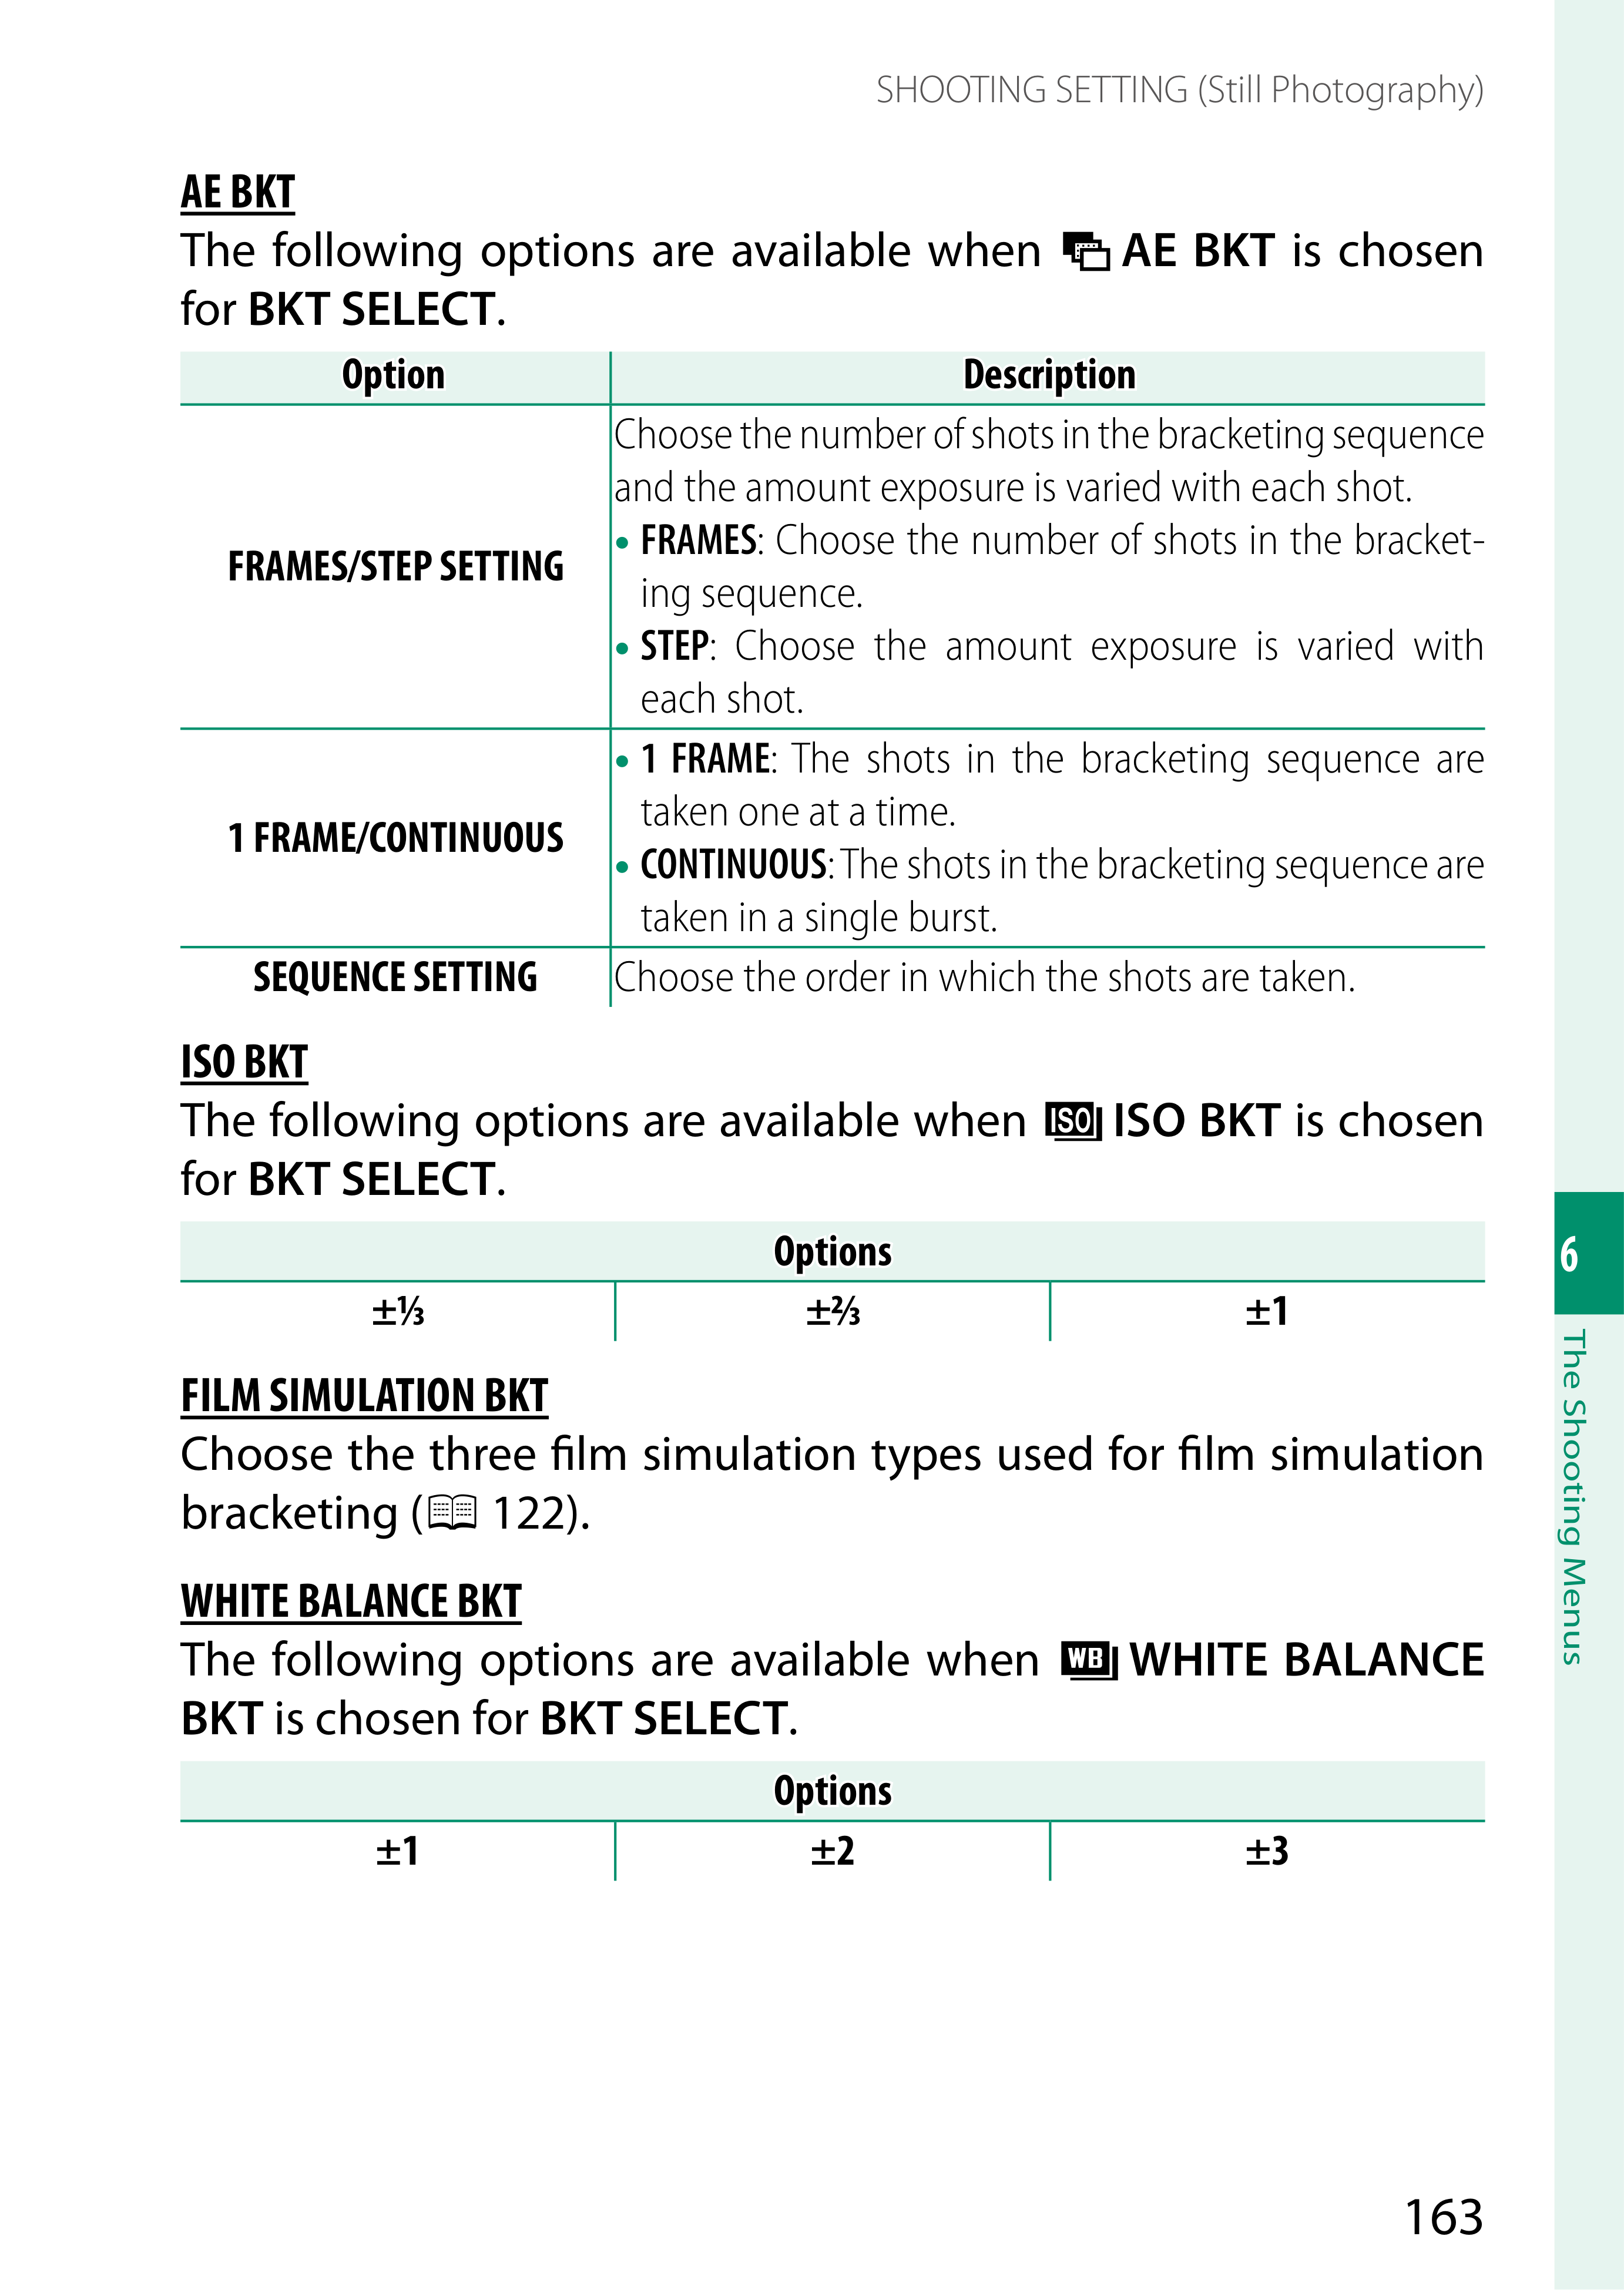 SHOOTING SETTING (Still Photography)
AE BKT
The following options are available when AE BKT is chosen
for BKT SELECT.
Option Description
FRAMES/STEP SETTING
Choose the number of shots in the bracketing sequence
and the amount exposure is varied with each shot.
• FRAMES: Choose the number of shots in the bracket-
ing sequence.
• STEP: Choose the amount exposure is varied with
each shot.
1 FRAME/CONTINUOUS
• 1 FRAME: The shots in the bracketing sequence are
taken one at a time.
• CONTINUOUS: The shots in the bracketing sequence are
taken in a single burst.
SEQUENCE SETTING Choose the order in which the shots are taken.
ISO BKT
The following options are available when ISO ISO BKT is chosen
for BKT SELECT.
Options
±⅓ ±⅔ ±1
FILM SIMULATION BKT
Choose the three film simulation types used for film simulation
bracketing ( 122).
WHITE BALANCE BKT
The following options are available when WB WHITE BALANCE
BKT is chosen for BKT SELECT.
Options
±1 ±2 ±3
6
The Shooting Menus
163